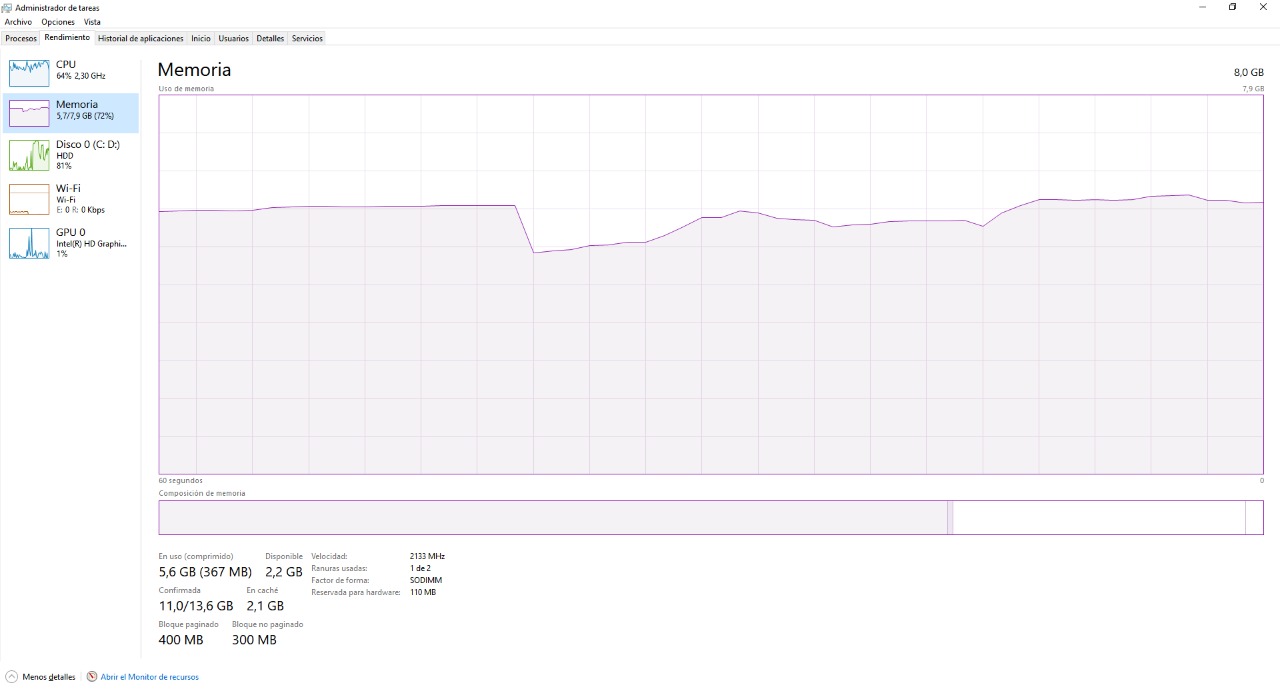 Administrador de tareas
Archivo Opciones Vista
Procesos Rendimiento Historial de aplicaciones Inicio Usuarios Detalles Servicios
CPU
64% 2,30 GHz
Memoria
5,7/7,9 GB (72%)
Disco 0 (C: D:)
HDD
81%
Wi-Fi
Wi-Fi
E: 0 R: 0 Kbps
GPU 0
Intel(R) HD Graphi...
1%
Memoria 8,0 GB
Uso de memoria 7,9 GB
60 segundos 0
Composición de memoria
En uso (comprimido) Disponible
5,6 GB (367 MB) 2,2 GB
Confirmada En caché
11,0/13,6 GB 2,1 GB
Bloque paginado Bloque no paginado
400 MB 300 MB
Velocidad: 2133 MHz
Ranuras usadas: 1 de 2
Factor de forma: SODIMM
Reservada para hardware: 110 MB
Menos detalles Abrir el Monitor de recursos